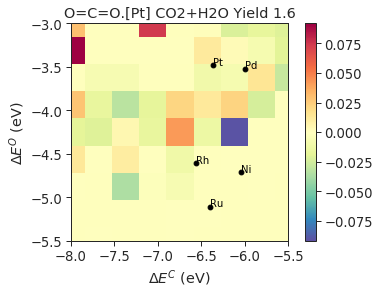 O=C=O.[Pt] CO2+H2O Yield 1.6
−3.0
−3.5
−4.0
−4.5
−5.0
−5.5
ΔE^O (eV)
Pt
Pd
Rh
Ni
Ru
−8.0 −7.5 −7.0 −6.5 −6.0 −5.5
ΔE^C (eV)
0.075
0.050
0.025
0.000
−0.025
−0.050
−0.075